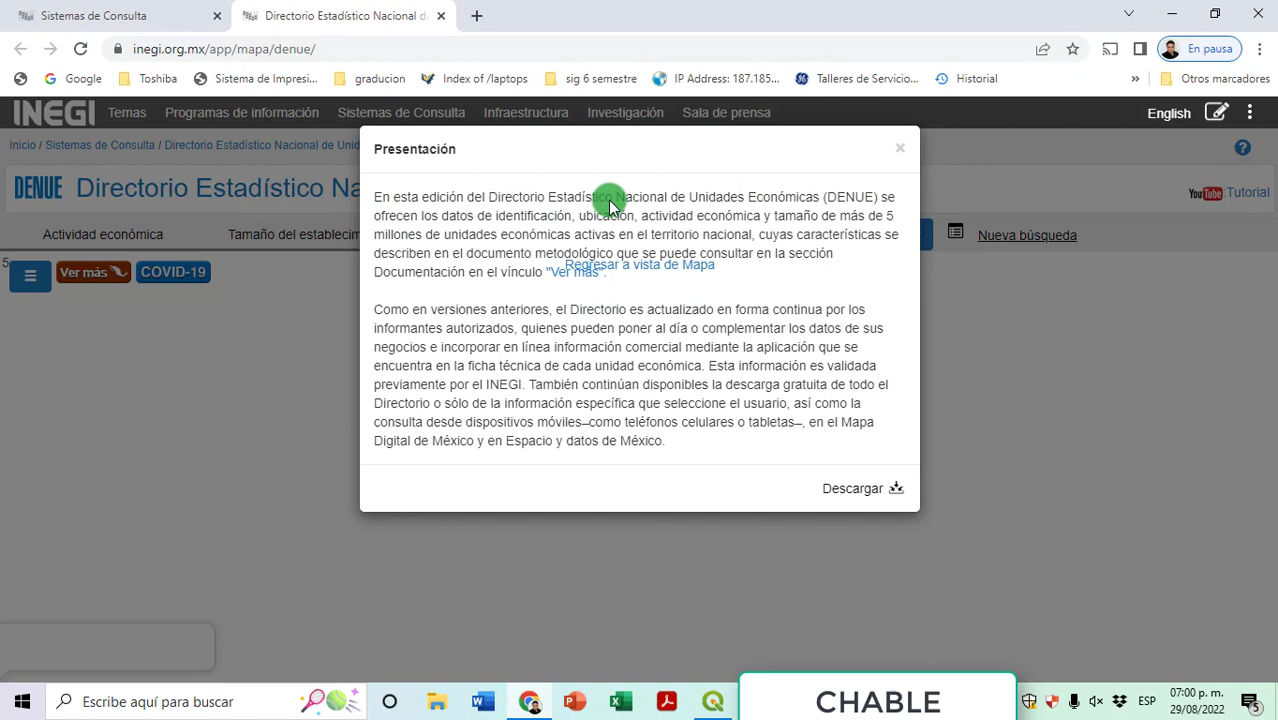 Sistemas de Consulta
Directorio Estadístico Nacional de
inegi.org.mx/app/mapa/denue/
En pausa
Google
Toshiba
Sistema de Impresi...
graducion
Index of /laptops
sig 6 semestre
IP Address: 187.185...
Talleres de Servicio...
Historial
»
Otros marcadores
INEGI
Temas
Programas de información
Sistemas de Consulta
Infraestructura
Investigación
Sala de prensa
English
Inicio / Sistemas de Consulta / Directorio Estadístico Nacional de Unid
DENUE
Directorio Estadístico Na
YouTube:Tutorial
Actividad económica
Tamaño del establecim
Nueva búsqueda
5
Ver más
COVID-19
Presentación
×
En esta edición del Directorio Estadístico Nacional de Unidades Económicas (DENUE) se
ofrecen los datos de identificación, ubicación, actividad económica y tamaño de más de 5
millones de unidades económicas activas en el territorio nacional, cuyas características se
describen en el documento metodológico que se puede consultar en la sección
Regresar a vista de Mapa
Documentación en el vínculo "Ver más".
Como en versiones anteriores, el Directorio es actualizado en forma continua por los
informantes autorizados, quienes pueden poner al día o complementar los datos de sus
negocios e incorporar en línea información comercial mediante la aplicación que se
encuentra en la ficha técnica de cada unidad económica. Esta información es validada
previamente por el INEGI. También continúan disponibles la descarga gratuita de todo el
Directorio o sólo de la información específica que seleccione el usuario, así como la
consulta desde dispositivos móviles–como teléfonos celulares o tabletas–, en el Mapa
Digital de México y en Espacio y datos de México.
Descargar
Escribe aquí para buscar
CHABLE
ESP
07:00 p. m.
29/08/2022
5